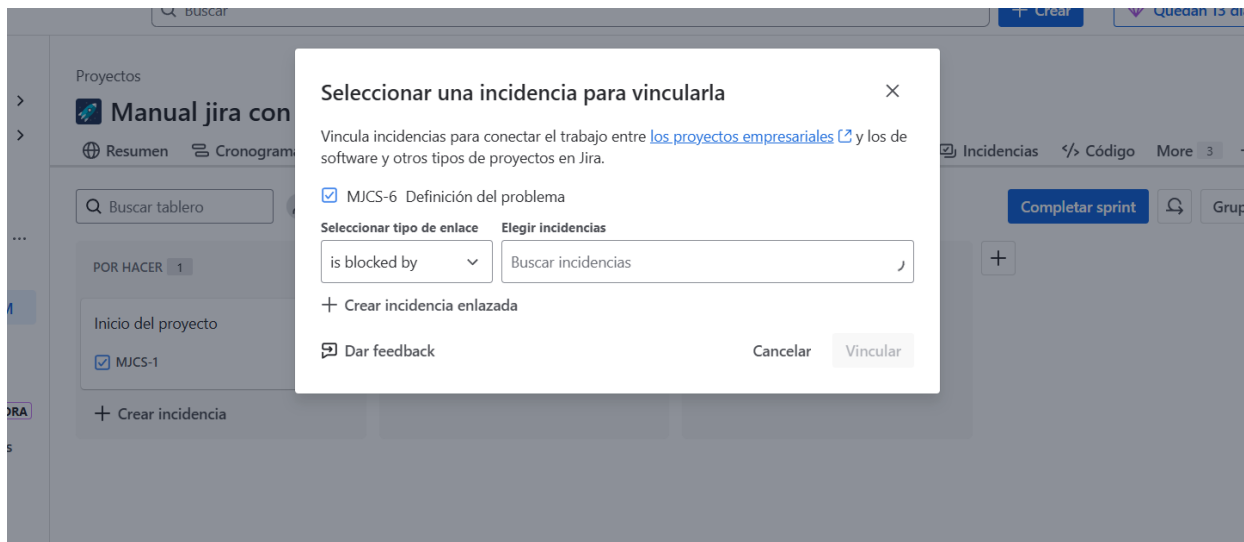 Buscar
Crear
Quedan 13
Proyectos
Manual jira con
Resumen
Cronograma
Incidencias
Código
More 3
Buscar tablero
Completar sprint
Grup
POR HACER 1
Inicio del proyecto
MJCS-1
Crear incidencia
Seleccionar una incidencia para vincularla
Vincula incidencias para conectar el trabajo entre los proyectos empresariales y los de
software y otros tipos de proyectos en Jira.
MJCS-6 Definición del problema
Seleccionar tipo de enlace
Elegir incidencias
is blocked by
Buscar incidencias
Crear incidencia enlazada
Dar feedback
Cancelar
Vincular